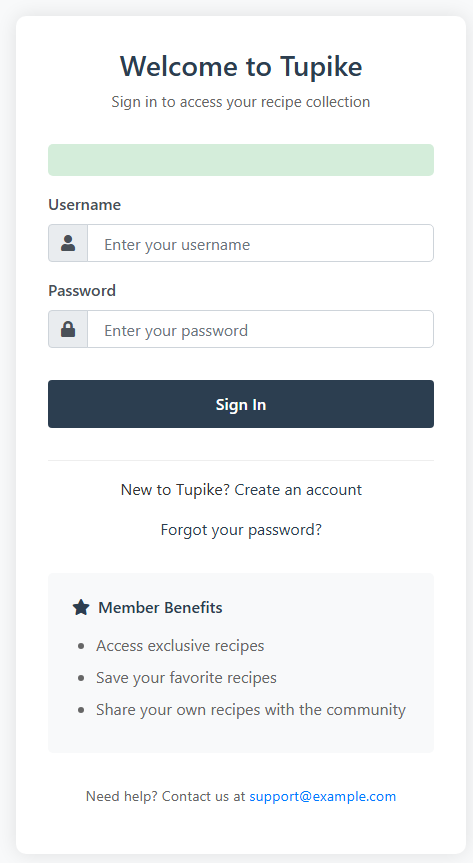 Welcome to Tupike
Sign in to access your recipe collection
Username
Enter your username
Password
Enter your password
Sign In
New to Tupike? Create an account
Forgot your password?
Member Benefits
Access exclusive recipes
Save your favorite recipes
Share your own recipes with the community
Need help? Contact us at support@example.com